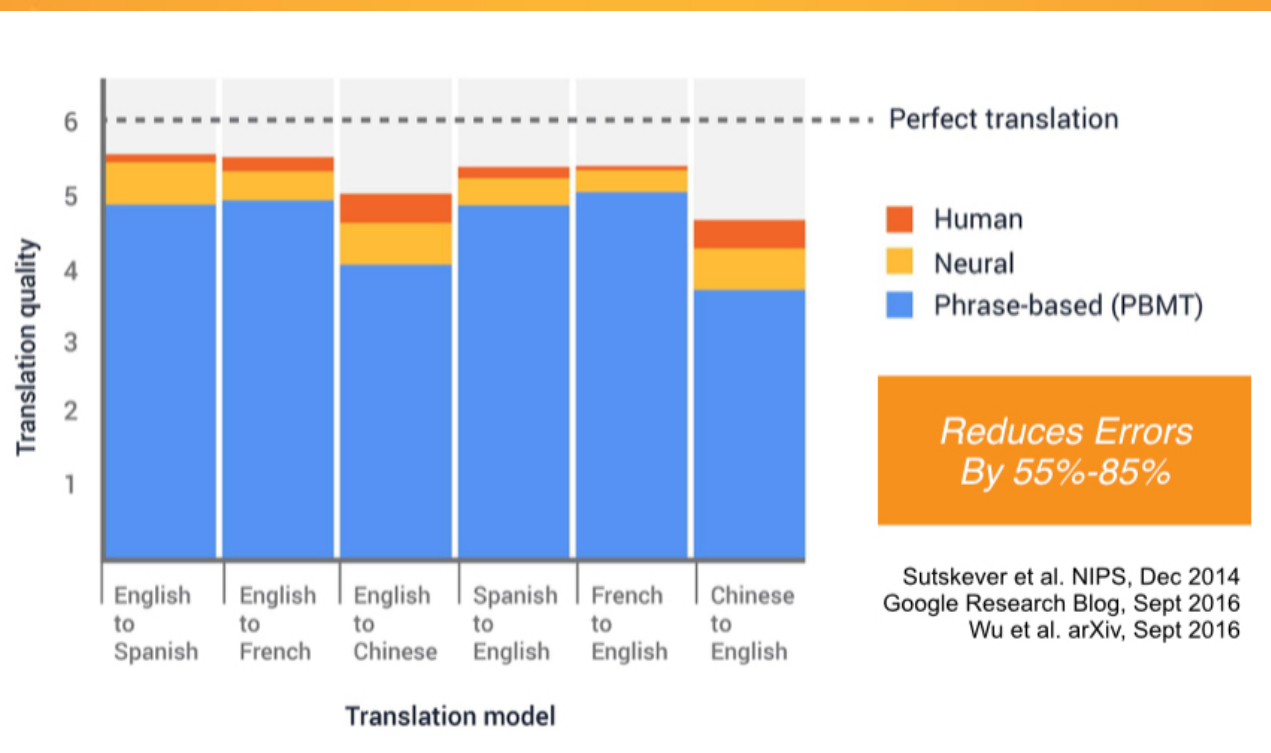 6
5
4
3
2
1
Translation quality
Perfect translation
Human
Neural
Phrase-based (PBMT)
Reduces Errors
By 55%-85%
Sutskever et al. NIPS, Dec 2014
Google Research Blog, Sept 2016
Wu et al. arXiv, Sept 2016
English
to
Spanish
English
to
French
English
to
Chinese
Spanish
to
English
French
to
English
Chinese
to
English
Translation model